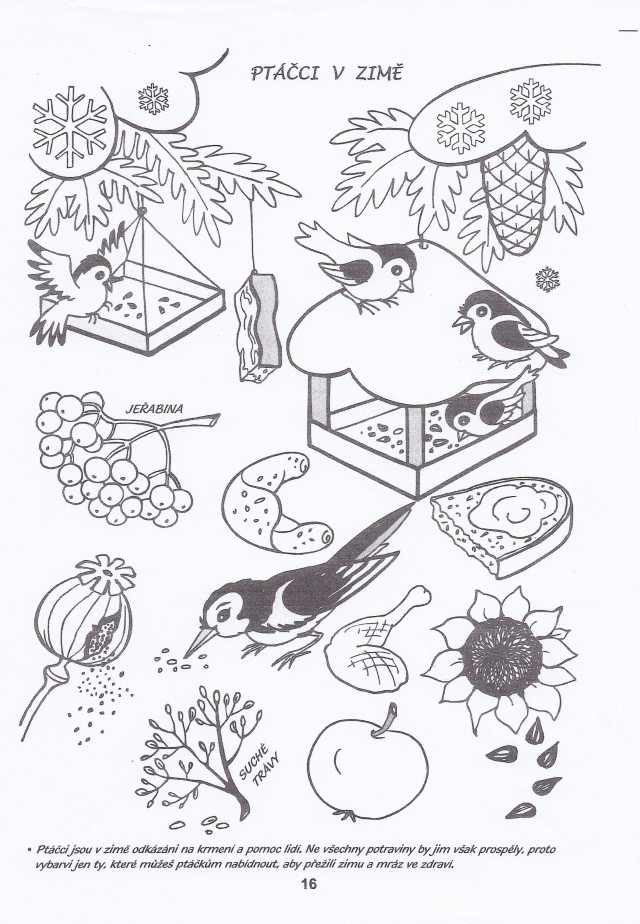 PTÁČCI V ZIMĚ
JEŘABINA
SUCHÉ
TRÁVY
• Ptáčci jsou v zimě odkázáni na krmení a pomoc lidí. Ne všechny potraviny by jim však prospěly, proto
vybarvi jen ty, které můžeš ptáčkům nabídnout, aby přežili zimu a mráz ve zdraví.
16